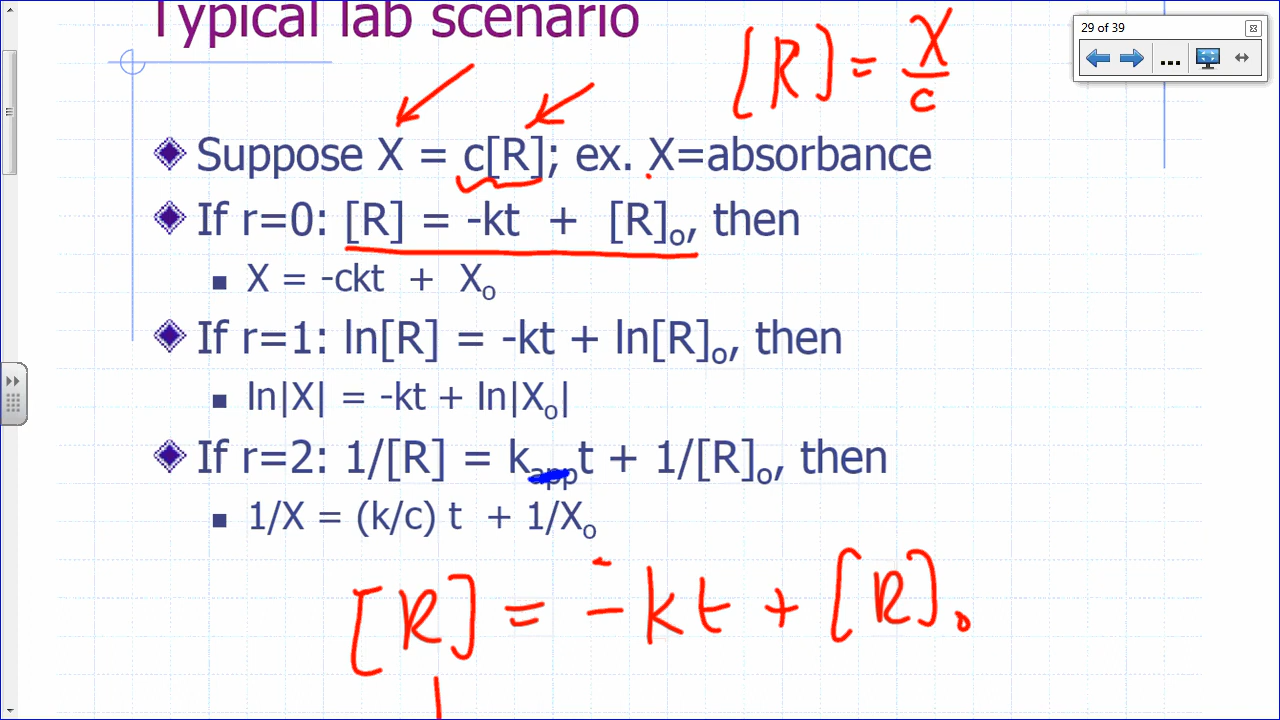 Typical lab scenario
[R] = X/c
29 of 39
Suppose X = c[R]; ex. X=absorbance
If r=0: [R] = -kt + [R]o, then
X = -ckt + Xo
If r=1: ln[R] = -kt + ln[R]o, then
ln|X| = -kt + ln|Xo|
If r=2: 1/[R] = kappt + 1/[R]o, then
1/X = (k/c) t + 1/Xo
[R] = -kt + [R]o